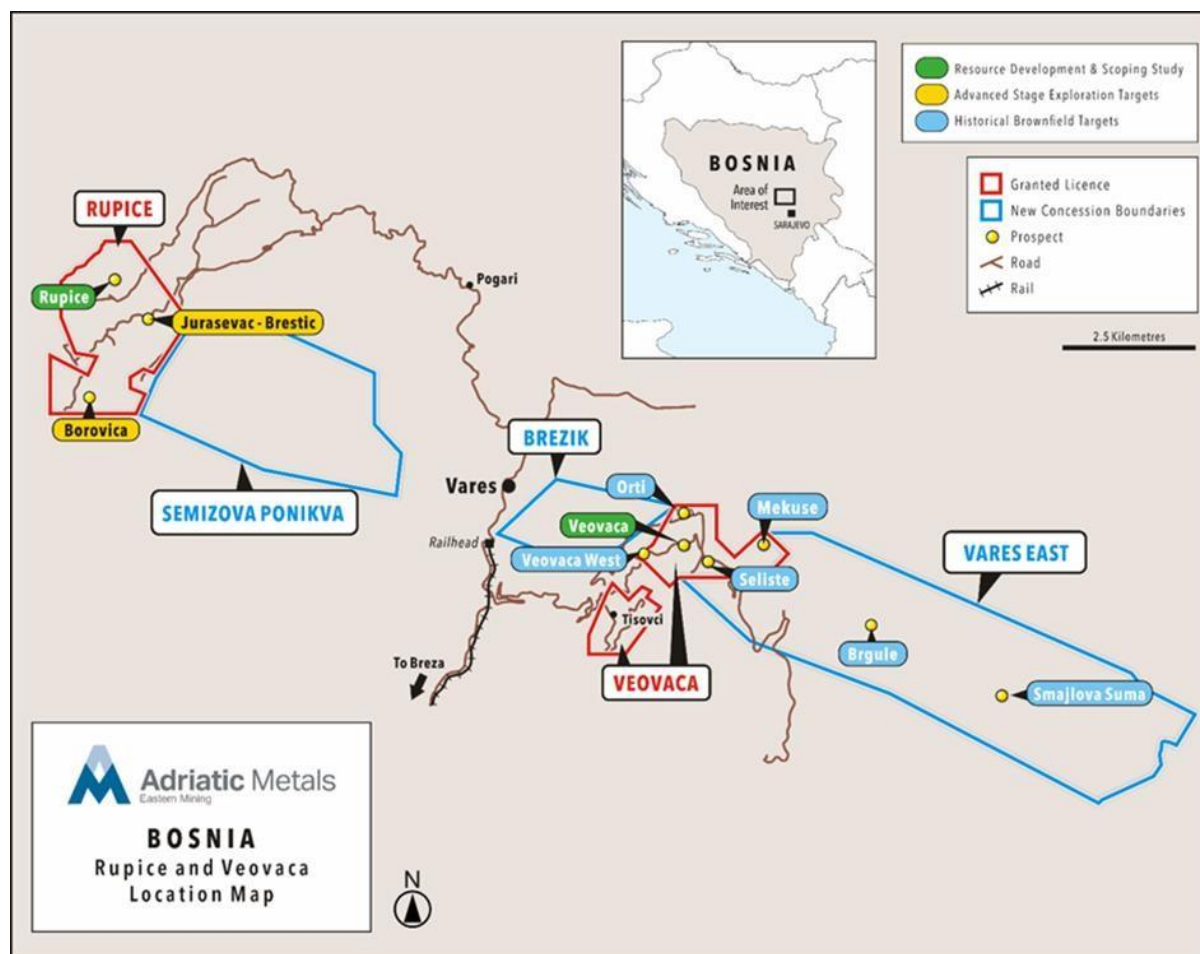 BOSNIA
Area of
Interest
SARAJEVO
Resource Development & Scoping Study
Advanced Stage Exploration Targets
Historical Brownfield Targets
Granted Licence
New Concession Boundaries
Prospect
Road
Rail
2.5 Kilometres
RUPICE
Rupice
Jurasevac - Brestic
Borovica
SEMIZOVA PONIKVA
Pogari
BREZIK
Vares
Railhead
Orti
Veovaca
Veovaca West
Mekuse
Seliste
VARES EAST
Tisovci
To Breza
VEOVACA
Brgule
Smajlova Suma
Adriatic Metals
Eastern Mining
BOSNIA
Rupice and Veovaca
Location Map
N